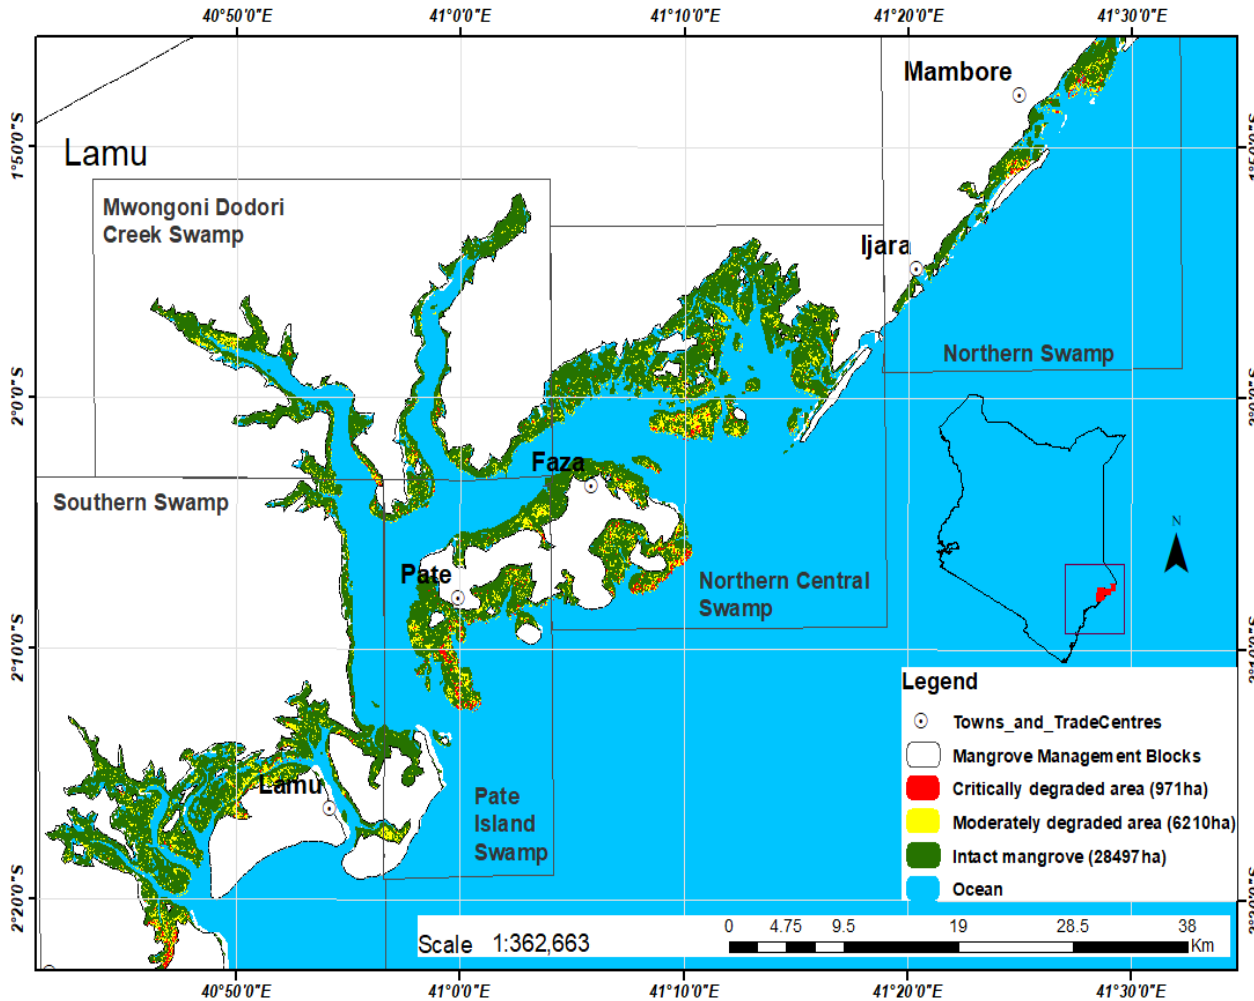 40°50'0"E 41°0'0"E 41°10'0"E 41°20'0"E 41°30'0"E
Mambore
1°50'0"S
Lamu
Mwongoni Dodori
Creek Swamp
Ijara
Northern Swamp
2°0'0"S
Faza
Southern Swamp
Pate
Northern Central
Swamp
N
2°10'0"S
Legend
Towns_and_TradeCentres
Mangrove Management Blocks
Critically degraded area (971ha)
Moderately degraded area (6210ha)
Intact mangrove (28497ha)
Ocean
Lamu
Pate
Island
Swamp
2°20'0"S
Scale 1:362,663
0 4.75 9.5 19 28.5 38
Km
40°50'0"E 41°0'0"E 41°10'0"E 41°20'0"E 41°30'0"E